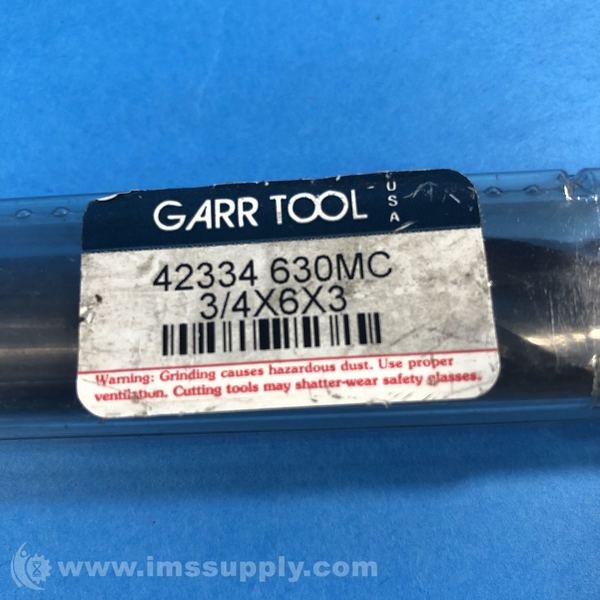 GARR TOOL
USA
42334 630MC
3/4X6X3
Warning: Grinding causes hazardous dust. Use proper
ventilation. Cutting tools may shatter-wear safety glasses.
www.imssupply.com